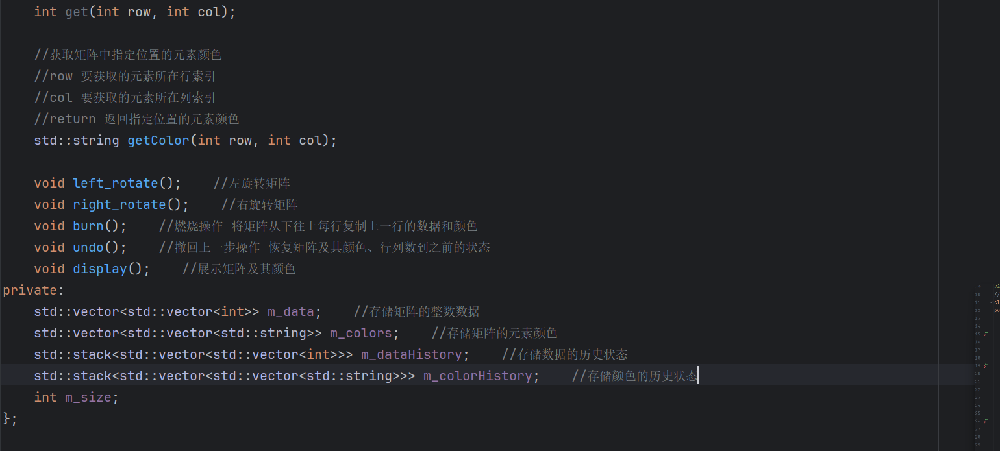 int get(int row, int col);
//获取矩阵中指定位置的元素颜色
//row 要获取的元素所在行索引
//col 要获取的元素所在列索引
//return 返回指定位置的元素颜色
std::string getColor(int row, int col);
void left_rotate();    //左旋转矩阵
void right_rotate();    //右旋转矩阵
void burn();    //燃烧操作 将矩阵从下往上每行复制上一行的数据和颜色
void undo();    //撤回上一步操作 恢复矩阵及其颜色、行列数到之前的状态
void display();    //展示矩阵及其颜色
private:
std::vector<std::vector<int>> m_data;    //存储矩阵的整数数据
std::vector<std::vector<std::string>> m_colors;    //存储矩阵的元素颜色
std::stack<std::vector<std::vector<int>>> m_dataHistory;    //存储数据的历史状态
std::stack<std::vector<std::vector<std::string>>> m_colorHistory;    //存储颜色的历史状态
int m_size;
};